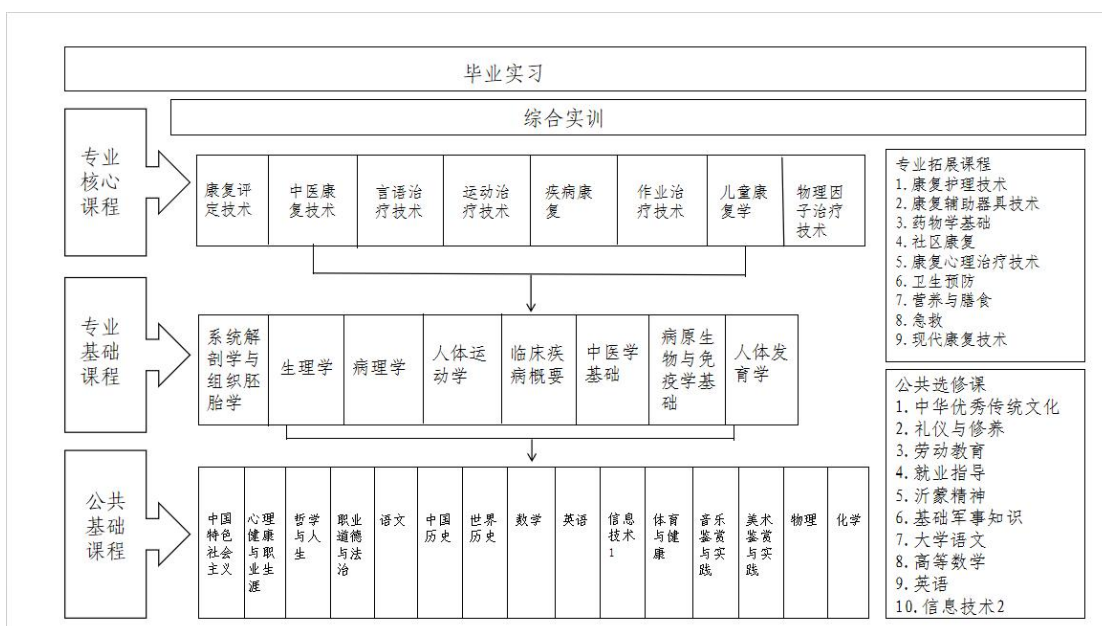 毕业实习
综合实训
专业
核心
课程
康复评
定技术
中医康
复技术
言语治
疗技术
运动治
疗技术
疾病康
复
作业治
疗技术
儿童康
复学
物理因
子治疗
技术
专业拓展课程
1.康复护理技术
2.康复辅助器具技术
3.药物学基础
4.社区康复
5.康复心理治疗技术
6.卫生预防
7.营养与膳食
8.急救
9.现代康复技术
专业
基础
课程
系统解
剖学与
组织胚
胎学
生理学
病理学
人体运
动学
临床疾
病概要
中医学
基础
病原生
物与免
疫学基
础
人体发
育学
公共选修课
1.中华优秀传统文化
2.礼仪与修养
3.劳动教育
4.就业指导
5.沂蒙精神
6.基础军事知识
7.大学语文
8.高等数学
9.英语
10.信息技术2
公共
基础
课程
中国
特色
社会
主义
心理
健康
与职
业生
涯
哲学
与人
生
职业
道德
与法
治
语文
中国
历史
世界
历史
数学
英语
信息
技术
1
体育
与健
康
音乐
鉴赏
与实
践
美术
鉴赏
与实
践
物理
化学